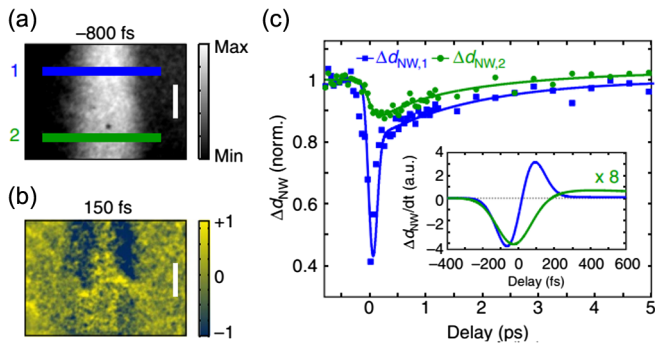 (a)
−800 fs
1
2
Max
Min
(b)
150 fs
+1
0
−1
(c)
Δd_NW,1 Δd_NW,2
1
0.8
0.6
0.4
Δd_NW (norm.)
0 1 2 3 4 5
Delay (ps)
4
2
0
−2
−4
Δd_NW/dt (a.u.)
x 8
−400 −200 0 200 400 600
Delay (fs)